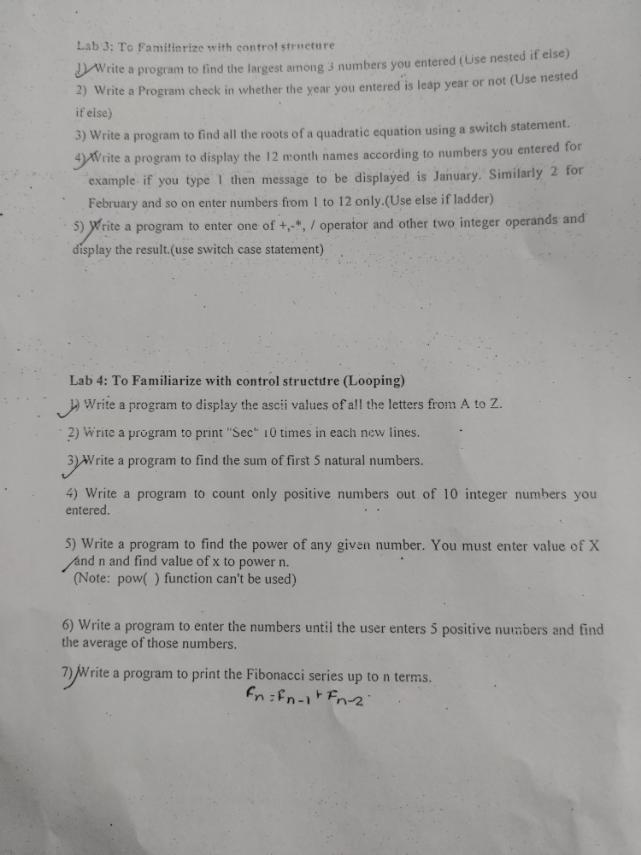 Lab 3: To Familiarize with control structure
1) Write a program to find the largest among 3 numbers you entered (Use nested if else)
2) Write a Program check in whether the year you entered is leap year or not (Use nested
if else)
3) Write a program to find all the roots of a quadratic equation using a switch statement.
4) Write a program to display the 12 month names according to numbers you entered for
example if you type 1 then message to be displayed is January. Similarly 2 for
February and so on enter numbers from 1 to 12 only.(Use else if ladder)
5) Write a program to enter one of +,-*, / operator and other two integer operands and
display the result.(use switch case statement)
Lab 4: To Familiarize with control structure (Looping)
1) Write a program to display the ascii values of all the letters from A to Z.
2) Write a program to print "Sec" 10 times in each new lines.
3) Write a program to find the sum of first 5 natural numbers.
4) Write a program to count only positive numbers out of 10 integer numbers you
entered.
5) Write a program to find the power of any given number. You must enter value of X
and n and find value of x to power n.
(Note: pow( ) function can't be used)
6) Write a program to enter the numbers until the user enters 5 positive numbers and find
the average of those numbers.
7) Write a program to print the Fibonacci series up to n terms.
Fn = Fn-1 + Fn-2